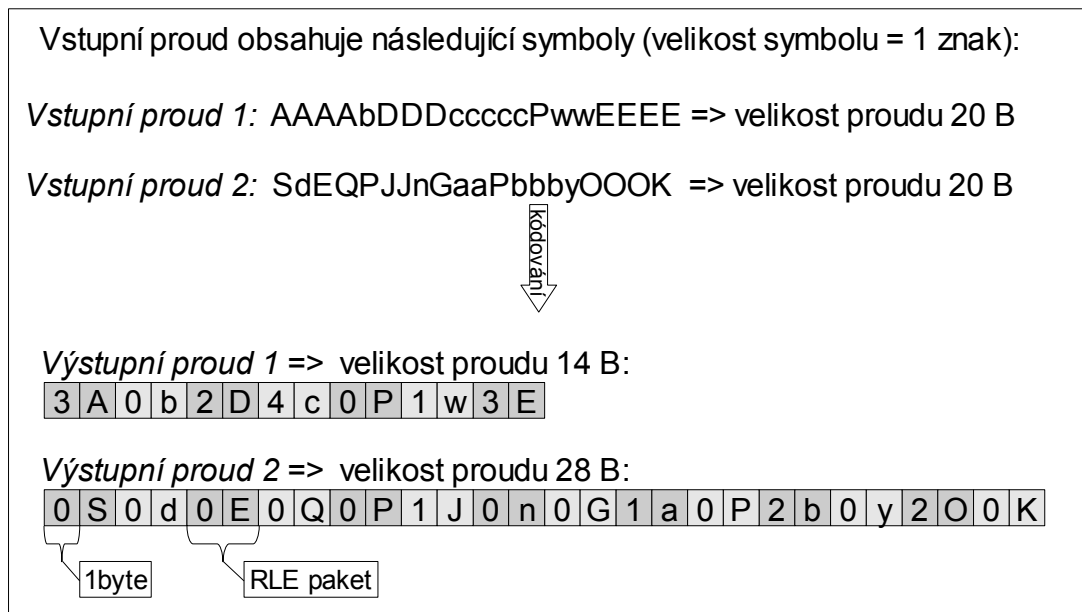 Vstupní proud obsahuje následující symboly (velikost symbolu = 1 znak):
Vstupní proud 1: AAAAbDDDcccccPwwEEEE => velikost proudu 20 B
Vstupní proud 2: SdEQPJJnGaaPbbbyOOOK => velikost proudu 20 B
kódování
Výstupní proud 1 => velikost proudu 14 B:
3 A 0 b 2 D 4 c 0 P 1 w 3 E
Výstupní proud 2 => velikost proudu 28 B:
0 S 0 d 0 E 0 Q 0 P 1 J 0 n 0 G 1 a 0 P 2 b 0 y 2 O 0 K
1byte RLE paket